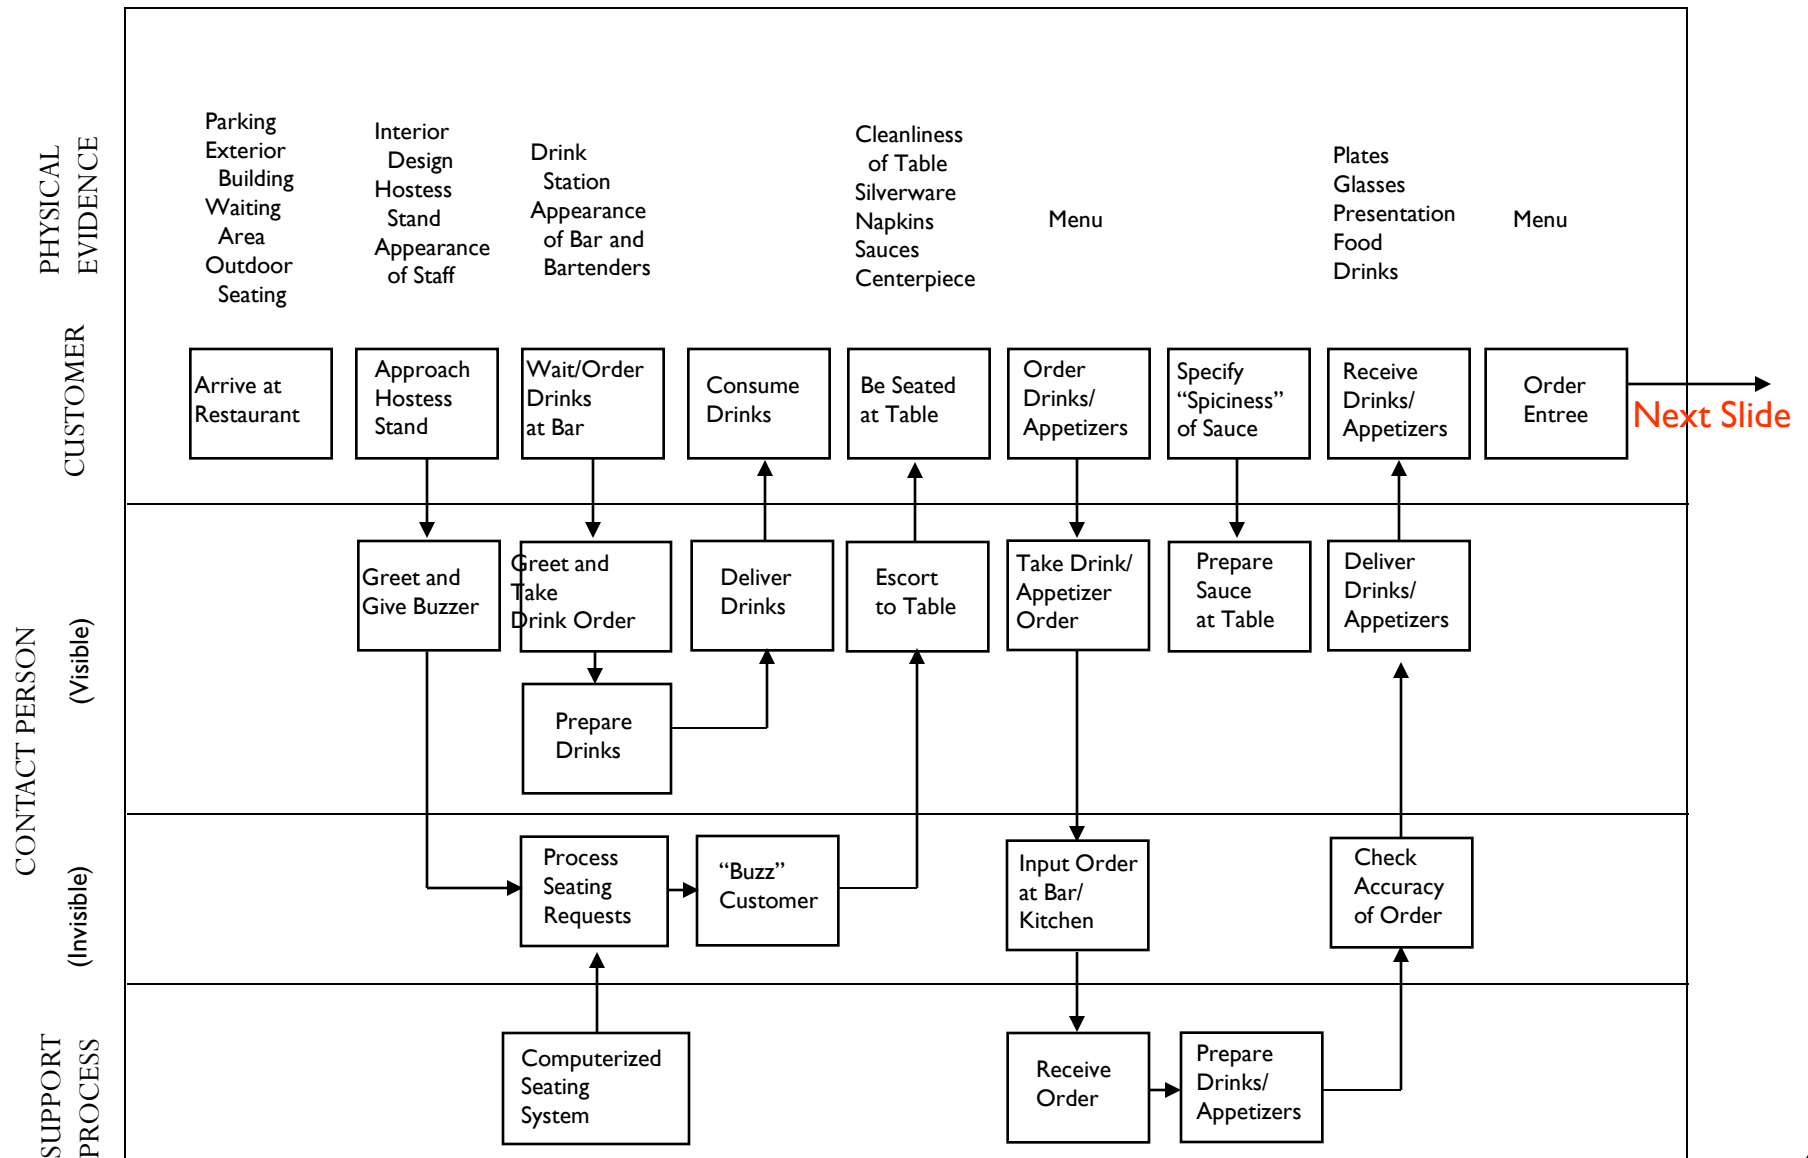 PHYSICAL
EVIDENCE
Parking
Exterior
Building
Waiting
Area
Outdoor
Seating
Interior
Design
Hostess
Stand
Appearance
of Staff
Drink
Station
Appearance
of Bar and
Bartenders
Cleanliness
of Table
Silverware
Napkins
Sauces
Centerpiece
Menu
Plates
Glasses
Presentation
Food
Drinks
Menu
CUSTOMER
Arrive at
Restaurant
Approach
Hostess
Stand
Wait/Order
Drinks
at Bar
Consume
Drinks
Be Seated
at Table
Order
Drinks/
Appetizers
Specify
“Spiciness”
of Sauce
Receive
Drinks/
Appetizers
Order
Entree
Next Slide
CONTACT PERSON
(Visible)
Greet and
Give Buzzer
Greet and
Take
Drink Order
Deliver
Drinks
Escort
to Table
Take Drink/
Appetizer
Order
Prepare
Sauce
at Table
Deliver
Drinks/
Appetizers
Prepare
Drinks
(Invisible)
Process
Seating
Requests
“Buzz”
Customer
Input Order
at Bar/
Kitchen
Check
Accuracy
of Order
SUPPORT
PROCESS
Computerized
Seating
System
Receive
Order
Prepare
Drinks/
Appetizers